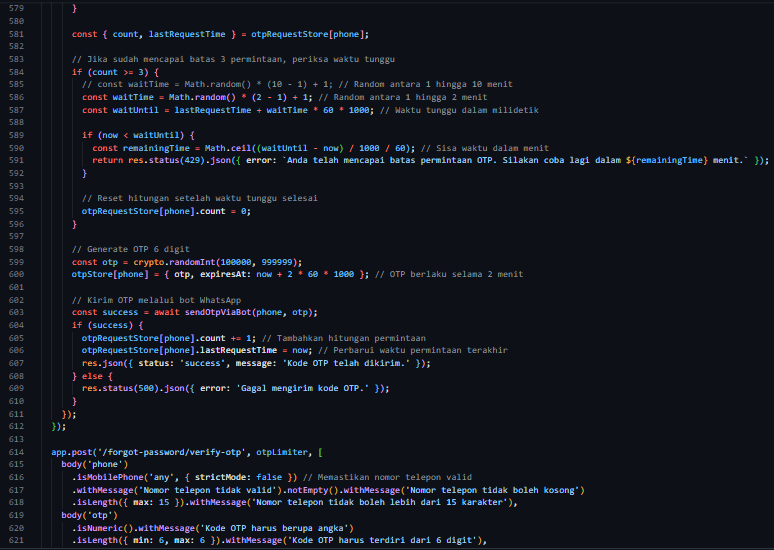 579 }
580
581 const { count, lastRequestTime } = otpRequestStore[phone];
582
583 // Jika sudah mencapai batas 3 permintaan, periksa waktu tunggu
584 if (count >= 3) {
585 // const waitTime = Math.random() * (10 - 1) + 1; // Random antara 1 hingga 10 menit
586 const waitTime = Math.random() * (2 - 1) + 1; // Random antara 1 hingga 2 menit
587 const waitUntil = lastRequestTime + waitTime * 60 * 1000; // Waktu tunggu dalam milidetik
588
589 if (now < waitUntil) {
590 const remainingTime = Math.ceil((waitUntil - now) / 1000 / 60); // Sisa waktu dalam menit
591 return res.status(429).json({ error: `Anda telah mencapai batas permintaan OTP. Silakan coba lagi dalam ${remainingTime} menit.` });
592 }
593
594 // Reset hitungan setelah waktu tunggu selesai
595 otpRequestStore[phone].count = 0;
596 }
597
598 // Generate OTP 6 digit
599 const otp = crypto.randomInt(100000, 999999);
600 otpStore[phone] = { otp, expiresAt: now + 2 * 60 * 1000 }; // OTP berlaku selama 2 menit
601
602 // Kirim OTP melalui bot WhatsApp
603 const success = await sendOtpViaBot(phone, otp);
604 if (success) {
605 otpRequestStore[phone].count += 1; // Tambahkan hitungan permintaan
606 otpRequestStore[phone].lastRequestTime = now; // Perbarui waktu permintaan terakhir
607 res.json({ status: 'success', message: 'Kode OTP telah dikirim.' });
608 } else {
609 res.status(500).json({ error: 'Gagal mengirim kode OTP.' });
610 }
611 });
612 });
613
614 app.post('/forgot-password/verify-otp', otpLimiter, [
615 body('phone')
616 .isMobilePhone('any', { strictMode: false }) // Memastikan nomor telepon valid
617 .withMessage('Nomor telepon tidak valid').notEmpty().withMessage('Nomor telepon tidak boleh kosong')
618 .isLength({ max: 15 }).withMessage('Nomor telepon tidak boleh lebih dari 15 karakter'),
619 body('otp')
620 .isNumeric().withMessage('Kode OTP harus berupa angka')
621 .isLength({ min: 6, max: 6 }).withMessage('Kode OTP harus terdiri dari 6 digit'),